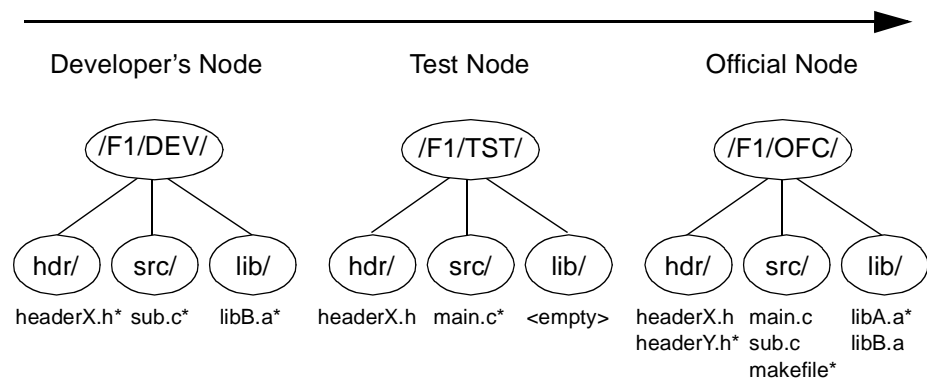 Developer’s Node Test Node Official Node
/F1/DEV/ /F1/TST/ /F1/OFC/
hdr/ src/ lib/ hdr/ src/ lib/ hdr/ src/ lib/
headerX.h* sub.c* libB.a* headerX.h main.c* <empty> headerX.h main.c libA.a*
headerY.h* sub.c libB.a
makefile*